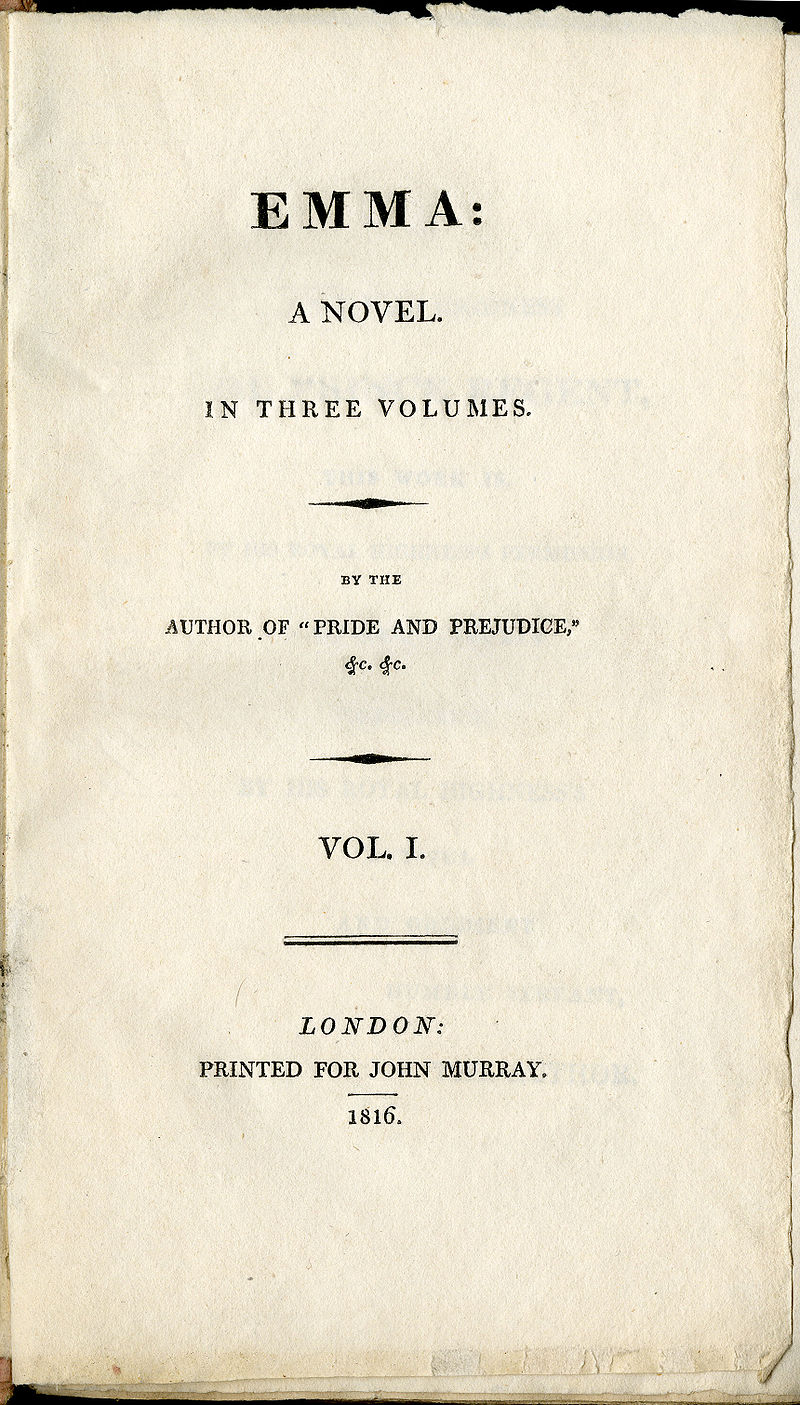 EMMA:
A NOVEL.
IN THREE VOLUMES.
BY THE
AUTHOR OF "PRIDE AND PREJUDICE,"
&c. &c.
VOL. I.
LONDON:
PRINTED FOR JOHN MURRAY.
1816.